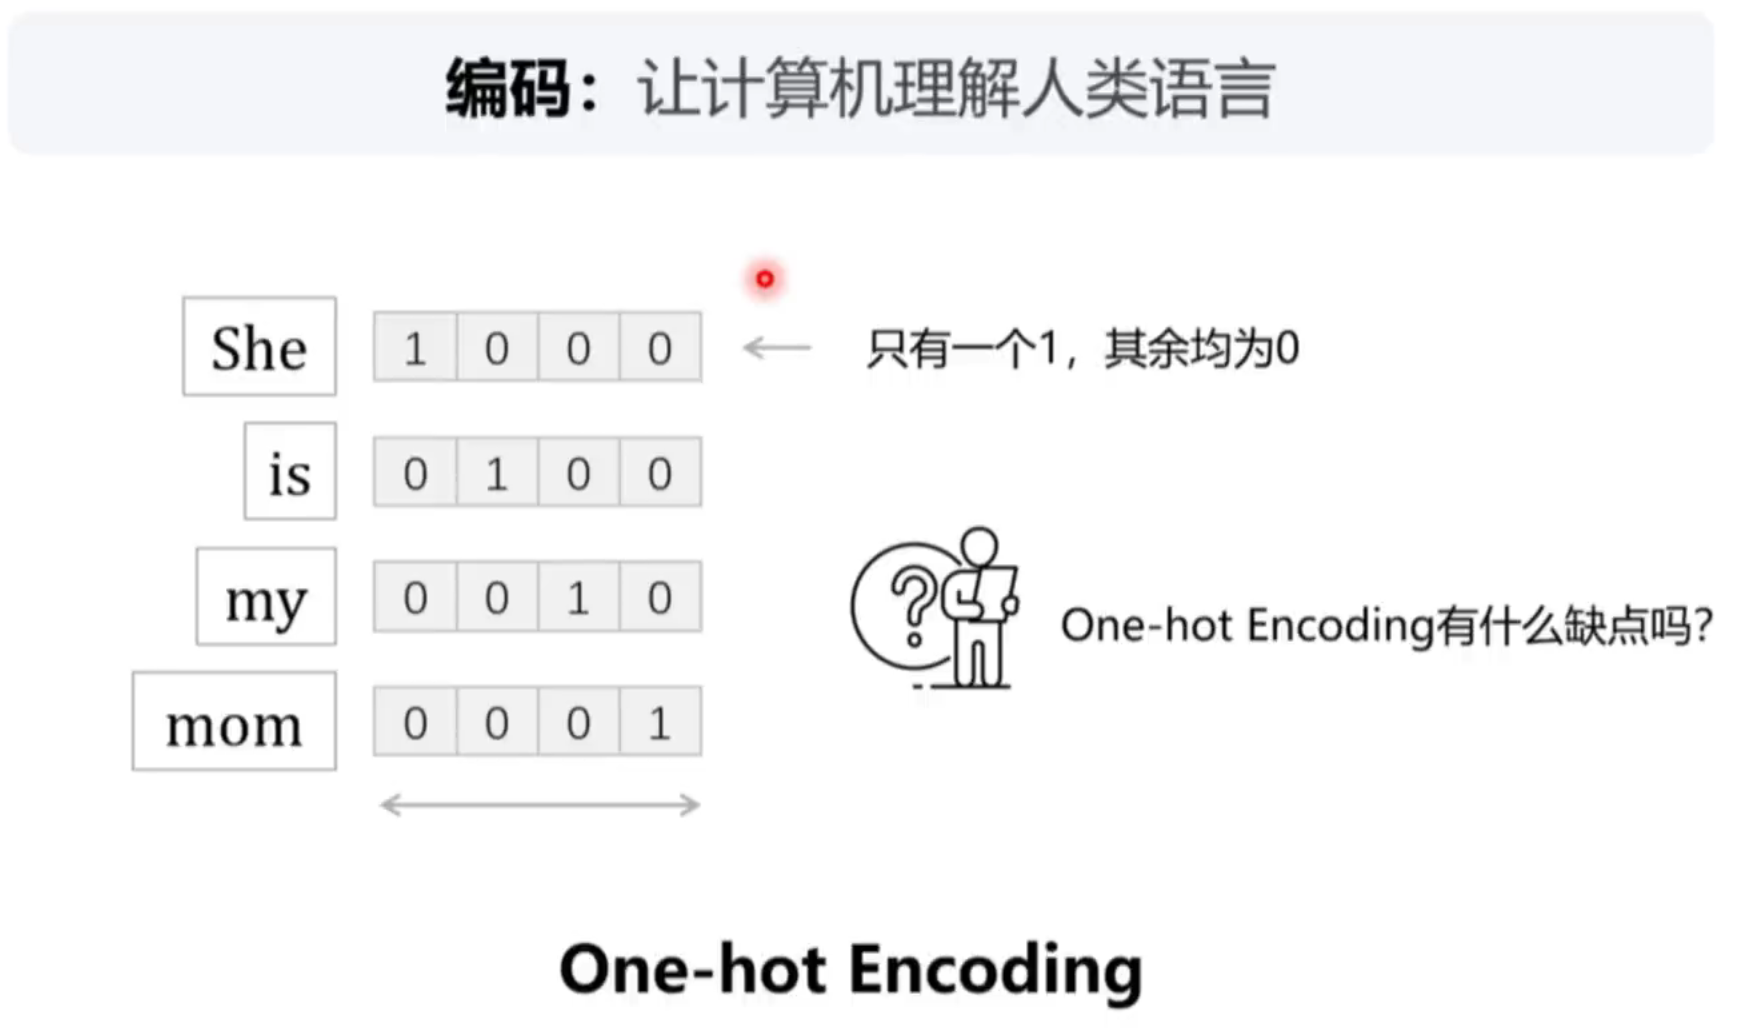 编码：让计算机理解人类语言
She 1 0 0 0 只有一个1，其余均为0
is 0 1 0 0
my 0 0 1 0
?
One-hot Encoding有什么缺点吗?
mom 0 0 0 1
One-hot Encoding